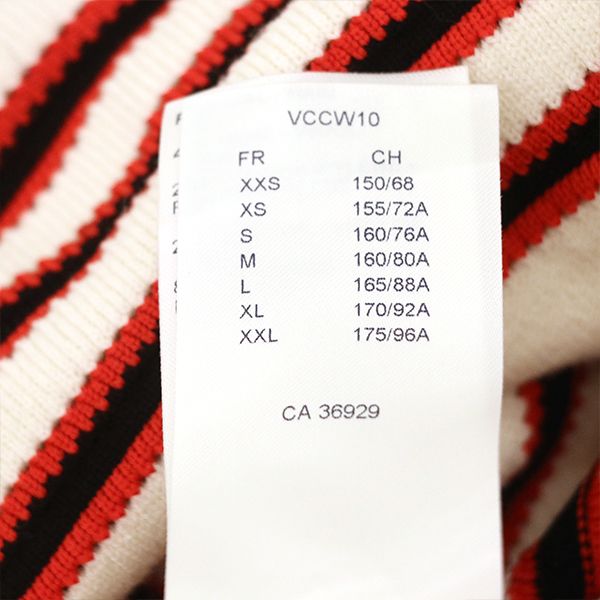 VCCW10
FR CH
XXS 150/68
XS 155/72A
S 160/76A
M 160/80A
L 165/88A
XL 170/92A
XXL 175/96A
CA 36929